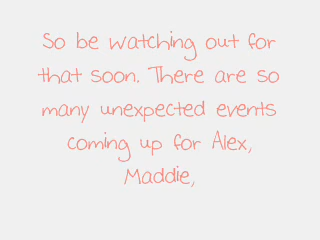 So be watching out for
that soon. There are so
many unexpected events
coming up for Alex,
Maddie,